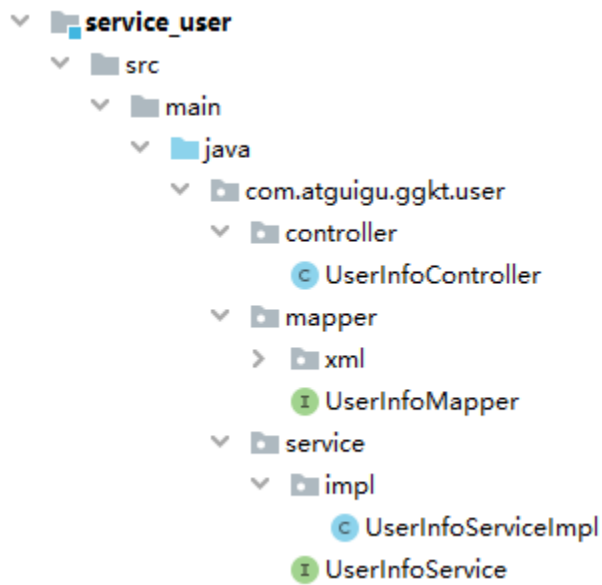 service_user
src
main
java
com.atguigu.ggkt.user
controller
C UserInfoController
mapper
xml
I UserInfoMapper
service
impl
C UserInfoServiceImpl
I UserInfoService